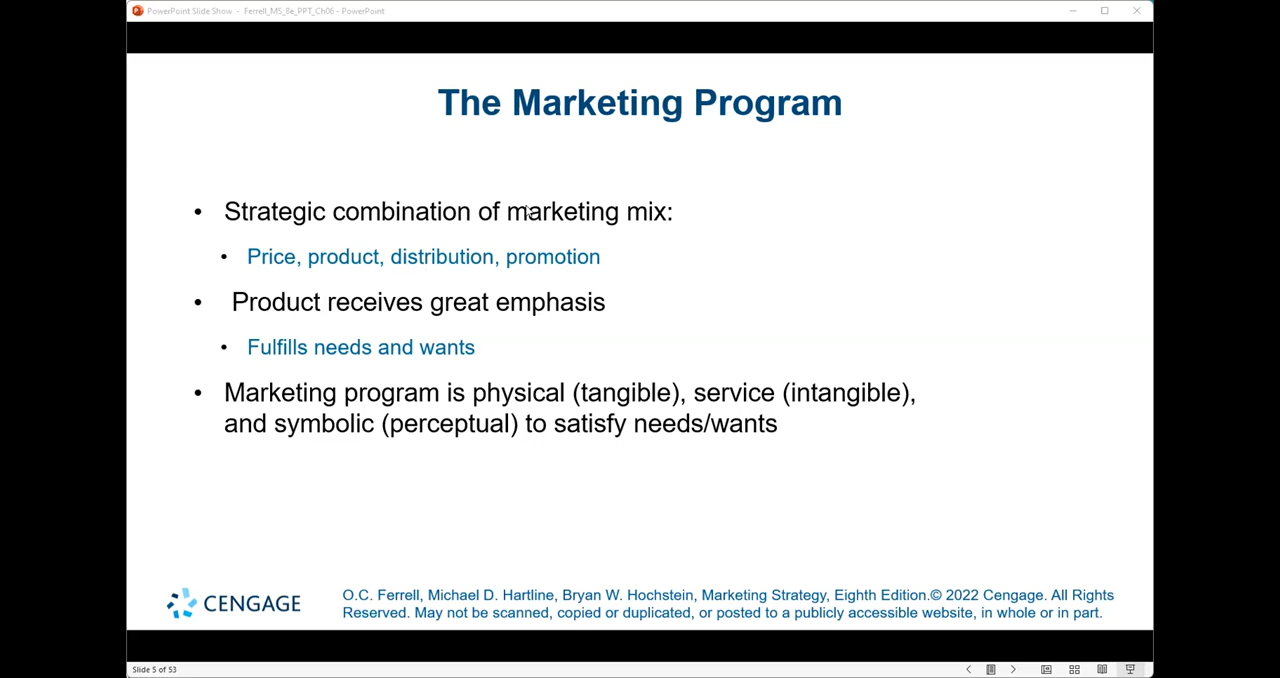 PowerPoint Slide Show - Ferrell_MS_8e_PPT_Ch06 - PowerPoint
The Marketing Program
• Strategic combination of marketing mix:
• Price, product, distribution, promotion
• Product receives great emphasis
• Fulfills needs and wants
• Marketing program is physical (tangible), service (intangible),
and symbolic (perceptual) to satisfy needs/wants
CENGAGE
O.C. Ferrell, Michael D. Hartline, Bryan W. Hochstein, Marketing Strategy, Eighth Edition.© 2022 Cengage. All Rights
Reserved. May not be scanned, copied or duplicated, or posted to a publicly accessible website, in whole or in part.
Slide 5 of 53